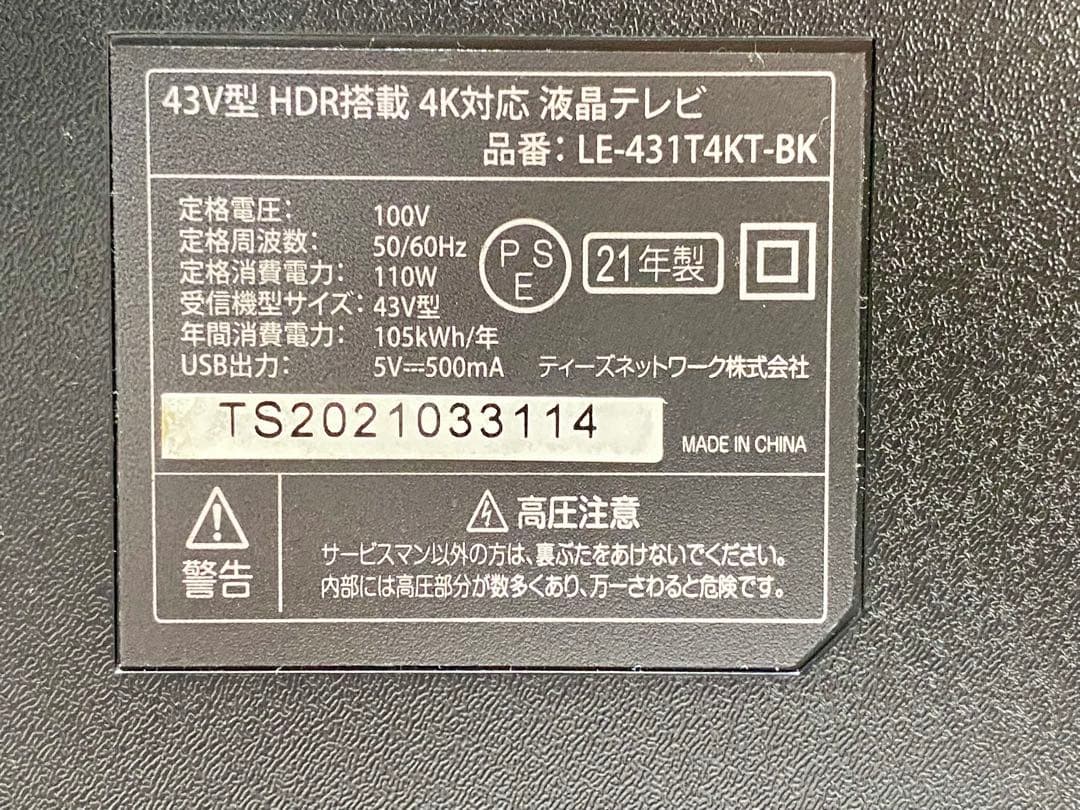 43V型 HDR搭載 4K対応 液晶テレビ
品番：LE-431T4KT-BK
定格電圧： 100V
定格周波数： 50/60Hz
定格消費電力： 110W
受信機型サイズ： 43V型
年間消費電力： 105kWh/年
USB出力： 5V⎓500mA
PSE
21年製
ティーズネットワーク株式会社
TS2021033114
MADE IN CHINA
警告
高圧注意
サービスマン以外の方は、裏ぶたをあけないでください。
内部には高圧部分が数多くあり、万一さわると危険です。